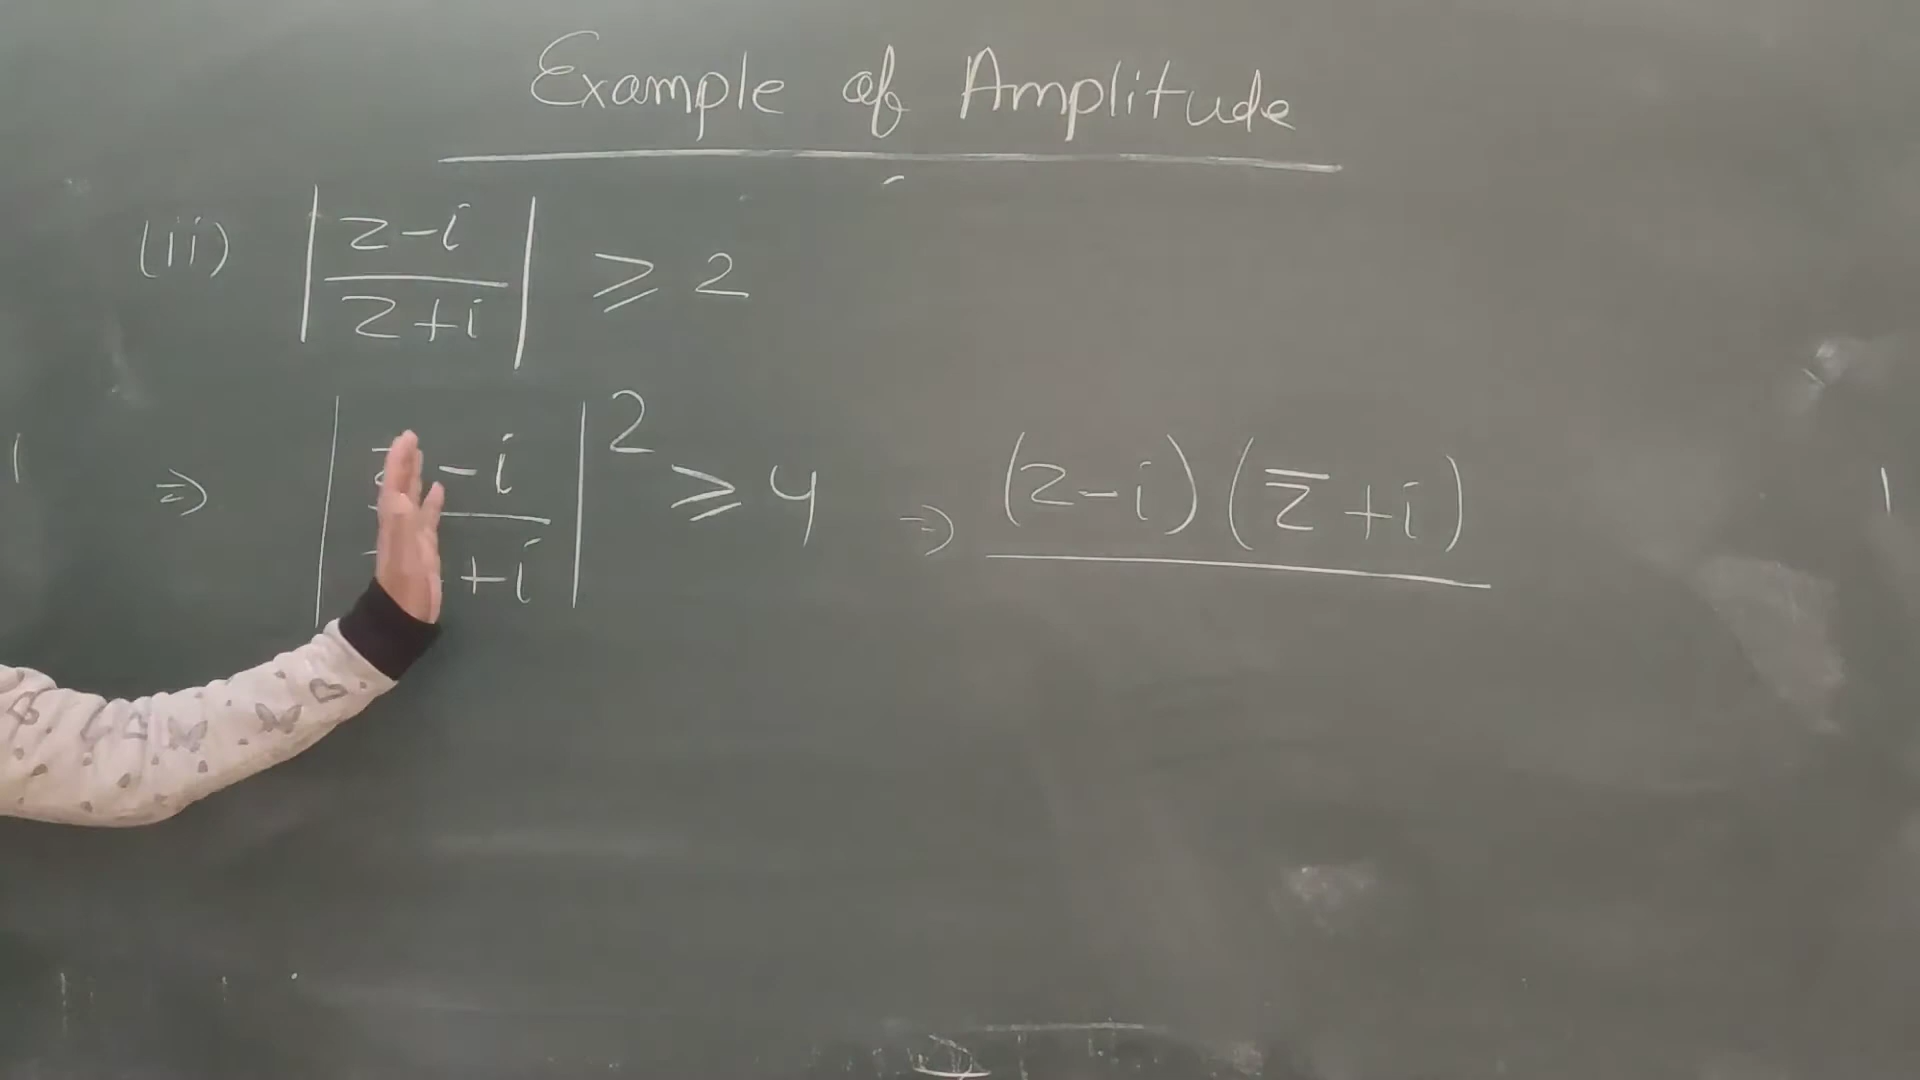 Example of Amplitude
(ii) |z-i / z+i| ⩾ 2
⇒ |z-i / z+i|² ⩾ 4 ⇒ (z-i)(z̅+i)